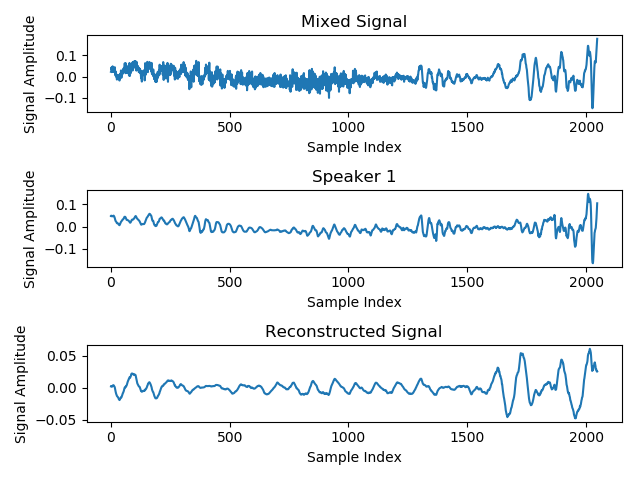 Mixed Signal
Signal Amplitude
0.1
0.0
−0.1
0 500 1000 1500 2000
Sample Index
Speaker 1
Signal Amplitude
0.1
0.0
−0.1
0 500 1000 1500 2000
Sample Index
Reconstructed Signal
Signal Amplitude
0.05
0.00
−0.05
0 500 1000 1500 2000
Sample Index